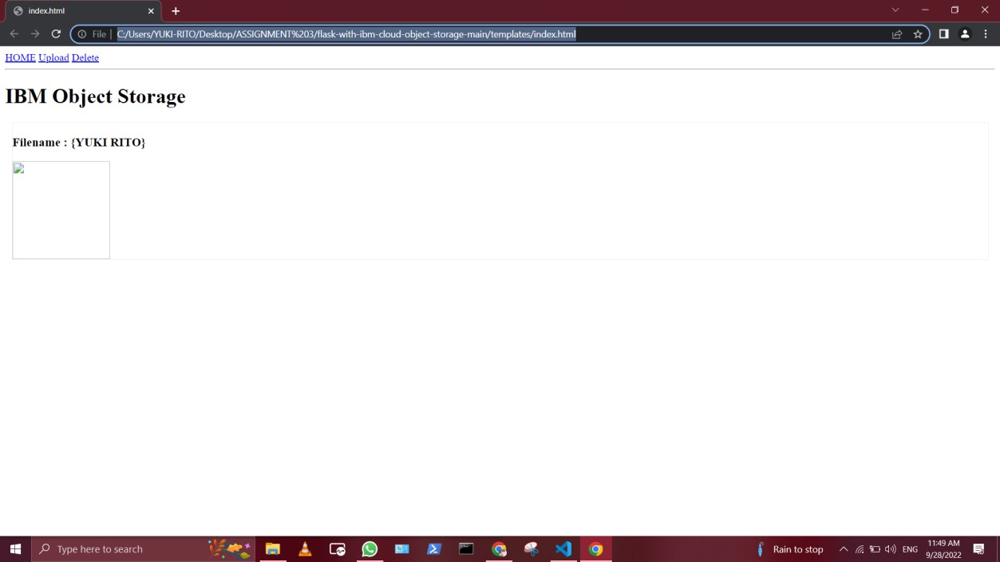 index.html
File | C:/Users/YUKI-RITO/Desktop/ASSIGNMENT%203/flask-with-ibm-cloud-object-storage-main/templates/index.html
HOME Upload Delete
IBM Object Storage
Filename : {YUKI RITO}
Type here to search
Rain to stop
ENG
11:49 AM
9/28/2022